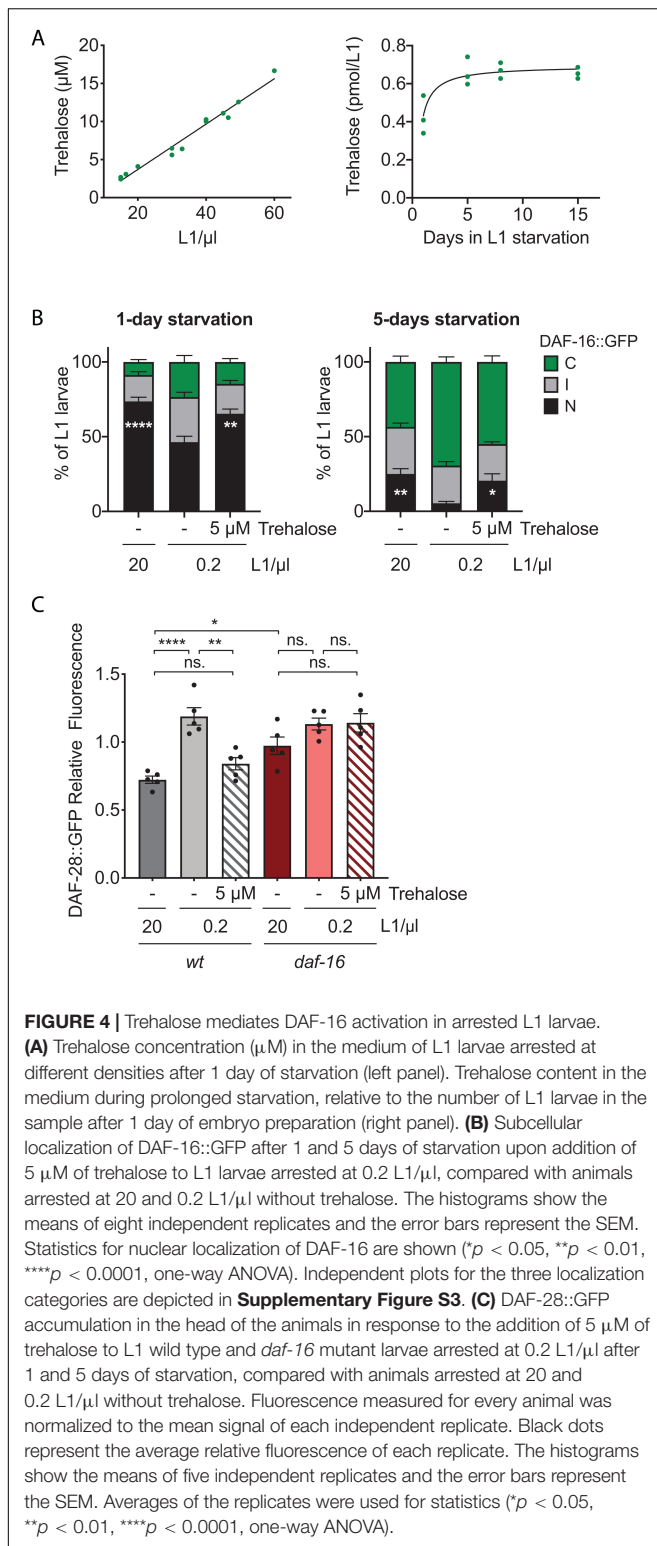 A
Trehalose (µM)
20
15
10
5
0
20 40 60
L1/µl
Trehalose (pmol/L1)
0.8
0.6
0.4
0.2
0.0
0 5 10 15
Days in L1 starvation
B
1-day starvation
% of L1 larvae
100
50
0
****
**
- - 5 µM Trehalose
20 0.2 L1/µl
5-days starvation
% of L1 larvae
100
50
0
**
*
- - 5 µM Trehalose
20 0.2 L1/µl
DAF-16::GFP
C
I
N
C
DAF-28::GFP Relative Fluorescence
1.5
1.0
0.5
0.0
*
**** ** ns. ns.
ns. ns.
- - 5 µM - - 5 µM Trehalose
20 0.2 20 0.2 L1/µl
wt daf-16
FIGURE 4 | Trehalose mediates DAF-16 activation in arrested L1 larvae.
(A) Trehalose concentration (µM) in the medium of L1 larvae arrested at
different densities after 1 day of starvation (left panel). Trehalose content in the
medium during prolonged starvation, relative to the number of L1 larvae in the
sample after 1 day of embryo preparation (right panel). (B) Subcellular
localization of DAF-16::GFP after 1 and 5 days of starvation upon addition of
5 µM of trehalose to L1 larvae arrested at 0.2 L1/µl, compared with animals
arrested at 20 and 0.2 L1/µl without trehalose. The histograms show the
means of eight independent replicates and the error bars represent the SEM.
Statistics for nuclear localization of DAF-16 are shown (*p < 0.05, **p < 0.01,
****p < 0.0001, one-way ANOVA). Independent plots for the three localization
categories are depicted in Supplementary Figure S3. (C) DAF-28::GFP
accumulation in the head of the animals in response to the addition of 5 µM of
trehalose to L1 wild type and daf-16 mutant larvae arrested at 0.2 L1/µl after
1 and 5 days of starvation, compared with animals arrested at 20 and
0.2 L1/µl without trehalose. Fluorescence measured for every animal was
normalized to the mean signal of each independent replicate. Black dots
represent the average relative fluorescence of each replicate. The histograms
show the means of five independent replicates and the error bars represent
the SEM. Averages of the replicates were used for statistics (*p < 0.05,
**p < 0.01, ****p < 0.0001, one-way ANOVA).